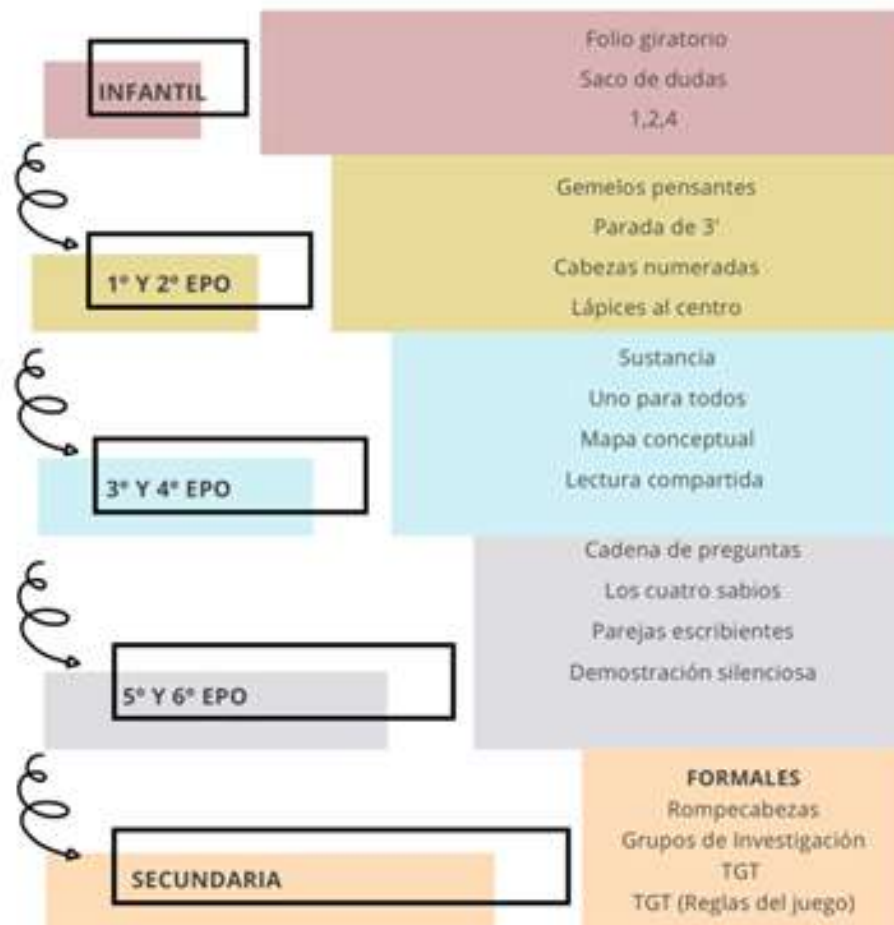 INFANTIL
Folio giratorio
Saco de dudas
1,2,4
1º Y 2º EPO
Gemelos pensantes
Parada de 3'
Cabezas numeradas
Lápices al centro
3º Y 4º EPO
Sustancia
Uno para todos
Mapa conceptual
Lectura compartida
5º Y 6º EPO
Cadena de preguntas
Los cuatro sabios
Parejas escribientes
Demostración silenciosa
SECUNDARIA
FORMALES
Rompecabezas
Grupos de Investigación
TGT
TGT (Reglas del juego)